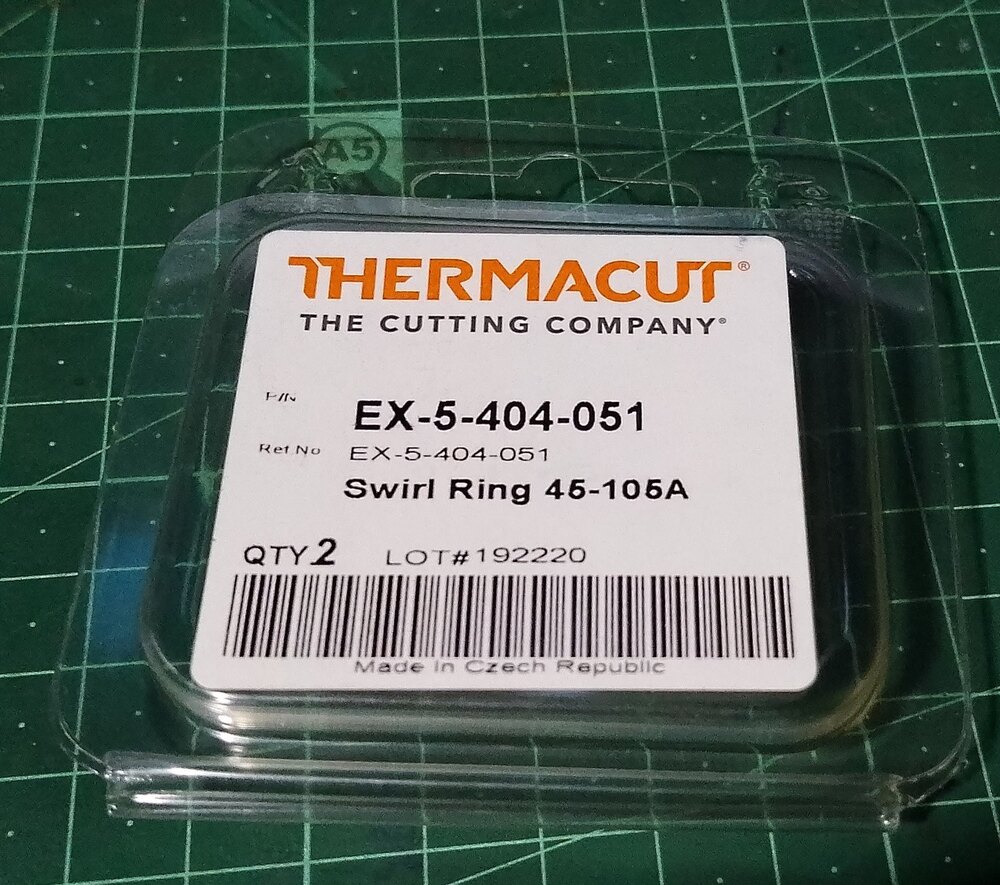 A5
THERMACUT®
THE CUTTING COMPANY®
P/N EX-5-404-051
Ref No EX-5-404-051
Swirl Ring 45-105A
QTY 2 LOT# 192220
Made in Czech Republic